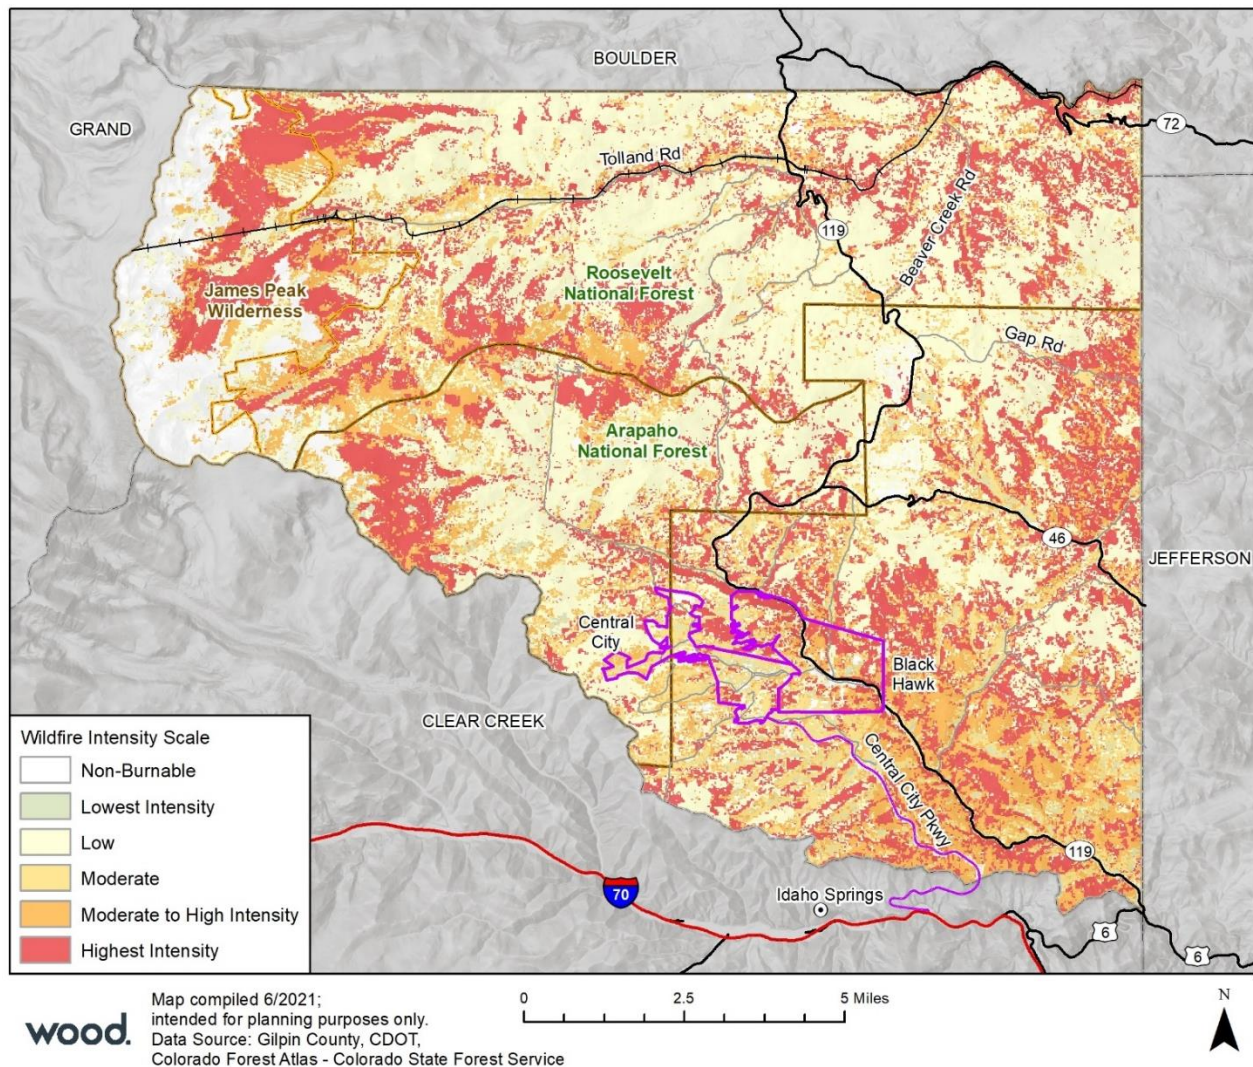 BOULDER
GRAND
72
Tolland Rd
Beaver Creek Rd
119
Roosevelt
National Forest
James Peak
Wilderness
Gap Rd
Arapaho
National Forest
46
JEFFERSON
Central
City
Black
Hawk
CLEAR CREEK
Central City Pkwy
119
70
Idaho Springs
6
6
Wildfire Intensity Scale
Non-Burnable
Lowest Intensity
Low
Moderate
Moderate to High Intensity
Highest Intensity
wood.
Map compiled 6/2021;
intended for planning purposes only.
Data Source: Gilpin County, CDOT,
Colorado Forest Atlas - Colorado State Forest Service
0 2.5 5 Miles
N